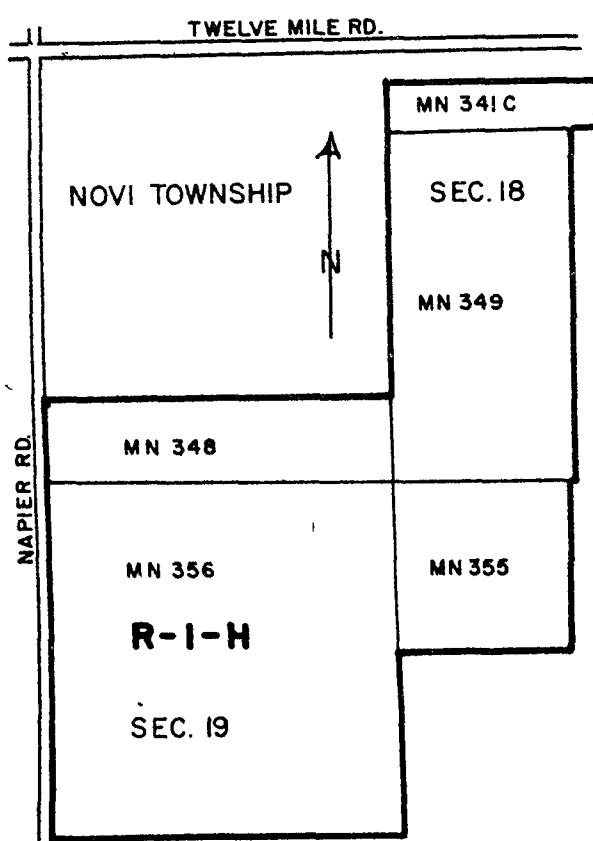 TWELVE MILE RD.
MN 341 C
NOVI TOWNSHIP
SEC. 18
N
MN 349
MN 348
NAPIER RD.
MN 356
MN 355
R-1-H
SEC. 19